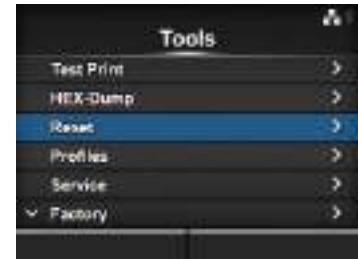 Tools
Test Print
HEX-Dump
Reset
Profiles
Service
Factory